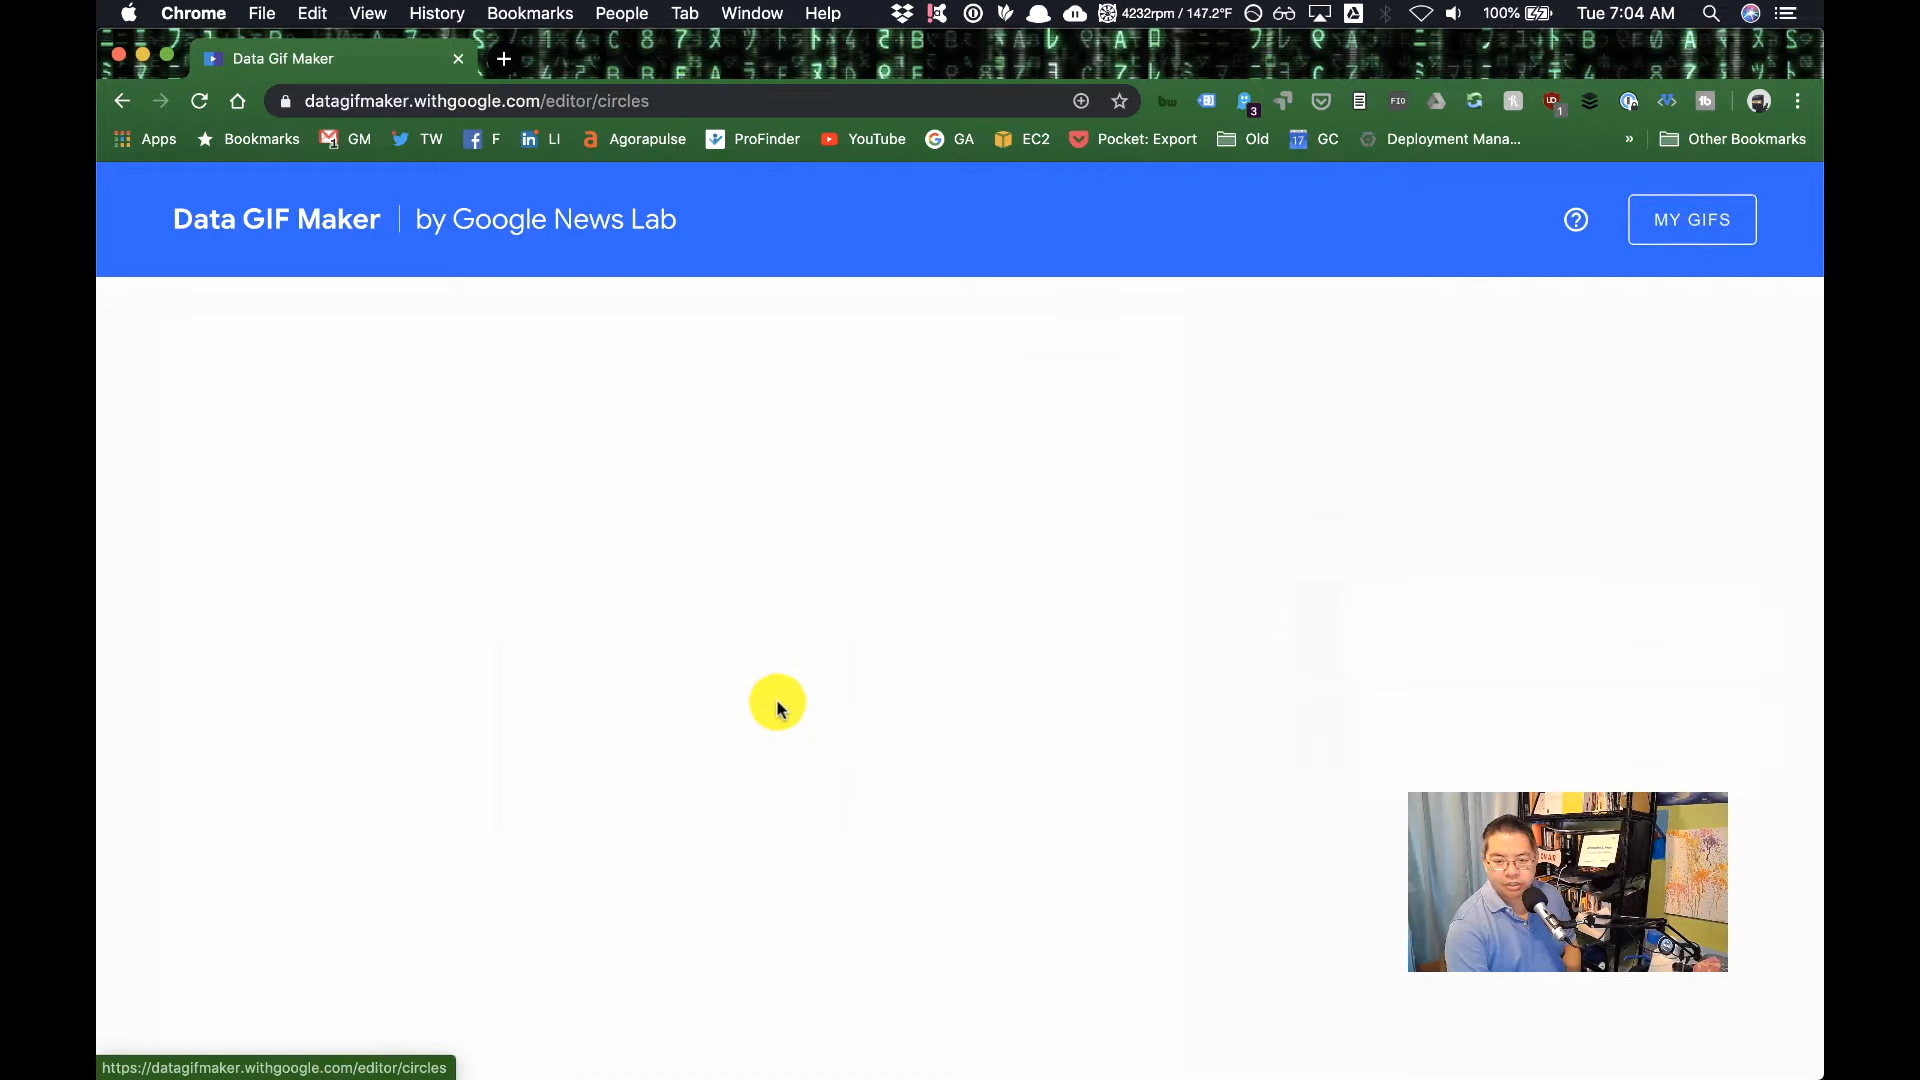 Chrome File Edit View History Bookmarks People Tab Window Help 4232rpm / 147.2°F 100% Tue 7:04 AM
Data Gif Maker
datagifmaker.withgoogle.com/editor/circles
Apps Bookmarks GM TW F LI Agorapulse ProFinder YouTube GA EC2 Pocket: Export Old GC Deployment Mana... » Other Bookmarks
Data GIF Maker | by Google News Lab
MY GIFS
https://datagifmaker.withgoogle.com/editor/circles